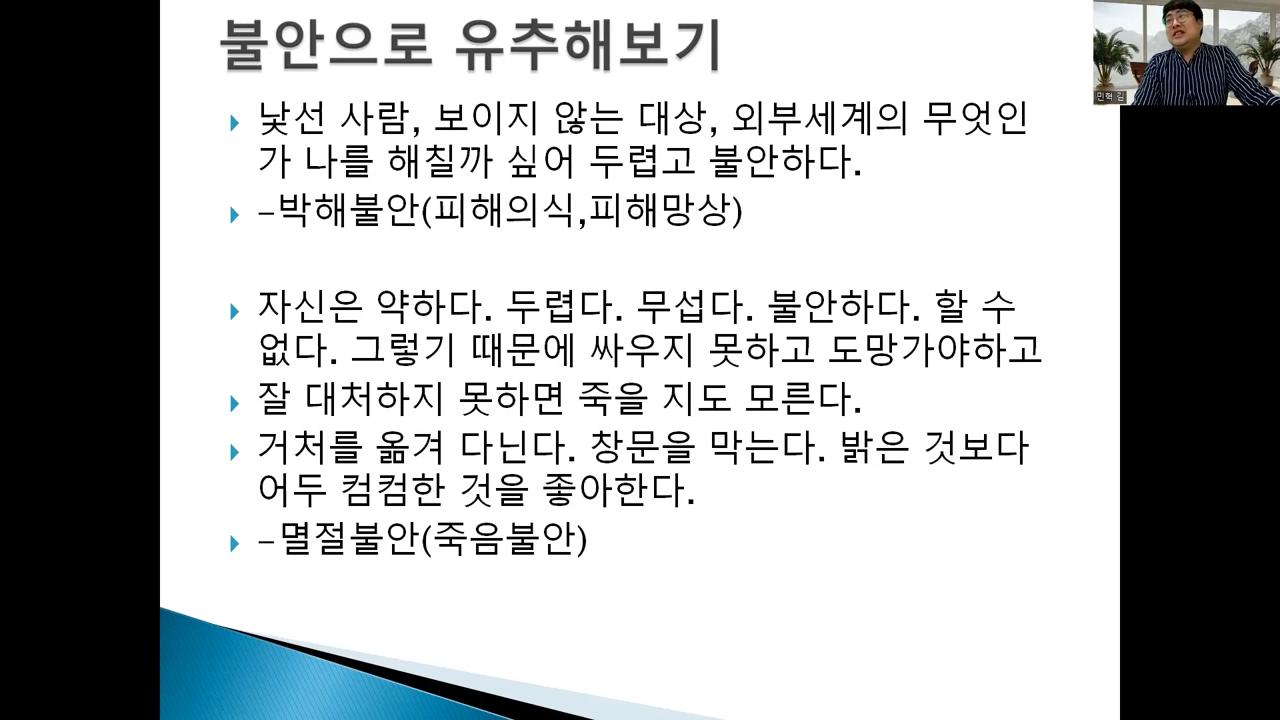 불안으로 유추해보기
낯선 사람, 보이지 않는 대상, 외부세계의 무엇인
가 나를 해칠까 싶어 두렵고 불안하다.
-박해불안(피해의식,피해망상)
자신은 약하다. 두렵다. 무섭다. 불안하다. 할 수
없다. 그렇기 때문에 싸우지 못하고 도망가야하고
잘 대처하지 못하면 죽을 지도 모른다.
거처를 옮겨 다닌다. 창문을 막는다. 밝은 것보다
어두 컴컴한 것을 좋아한다.
-멸절불안(죽음불안)
민혁 김